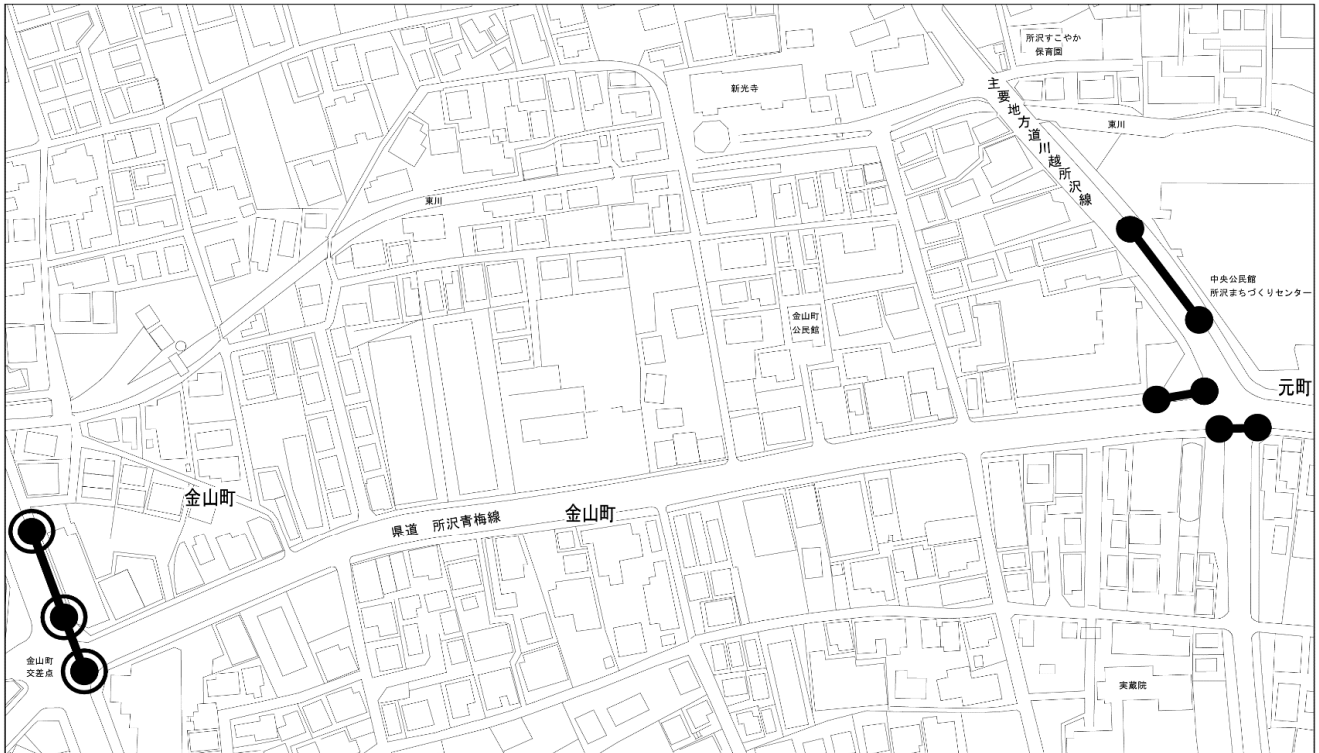 所沢すこやか
保育園
新光寺
主要地方道川越所沢線
東川
東川
中央公民館
所沢まちづくりセンター
金山町
公民館
元町
金山町
金山町
県道 所沢青梅線
金山町
交差点
実蔵院